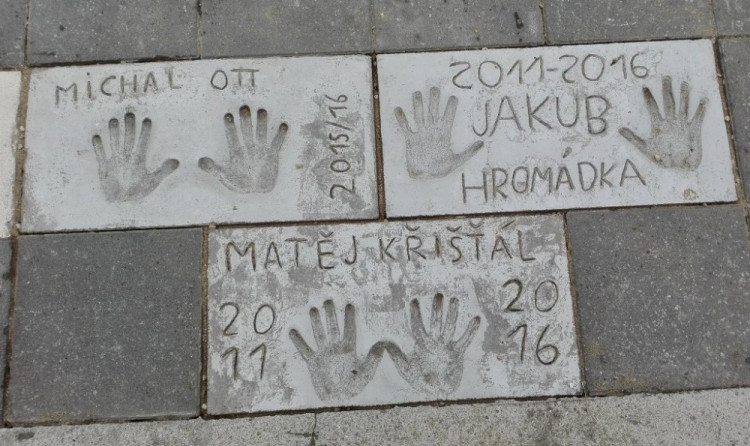 MICHAL OTT
2015/16
2011-2016
JAKUB
HROMÁDKA
MATĚJ KŘIŠŤÁL
20 20
11 16